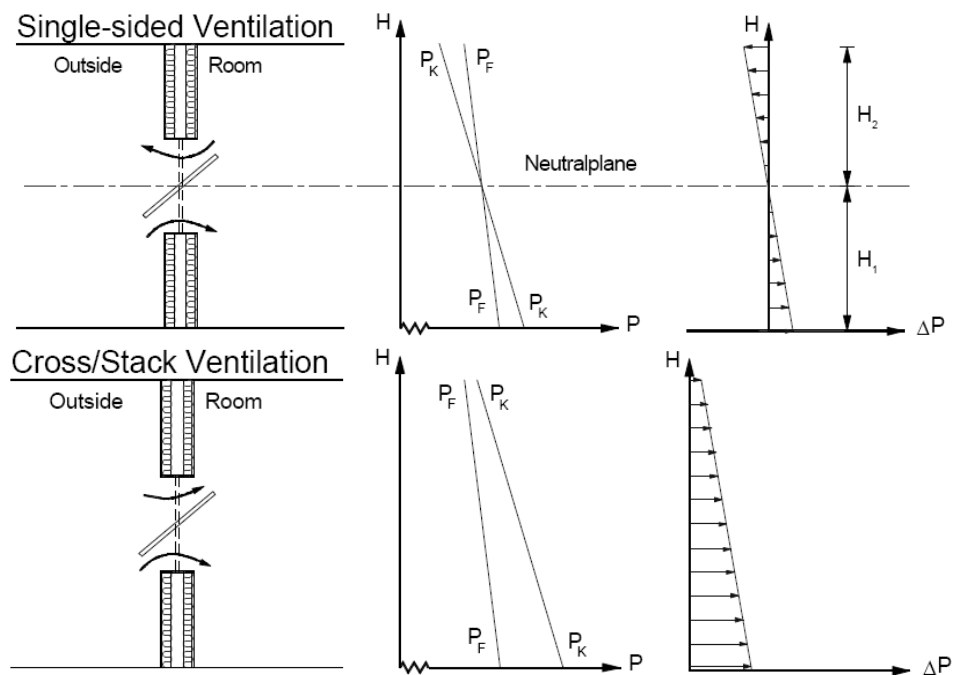 Single-sided Ventilation
Outside Room
H
P_K P_F
P_F P_K
P
Neutralplane
H
H_2
H_1
ΔP
Cross/Stack Ventilation
Outside Room
H
P_F P_K
P_F P_K
P
H
ΔP